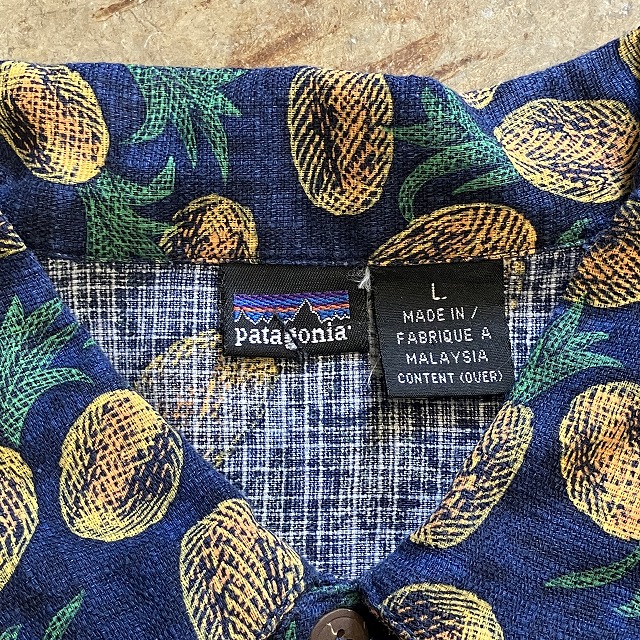 patagonia
L
MADE IN /
FABRIQUE A
MALAYSIA
CONTENT (OVER)